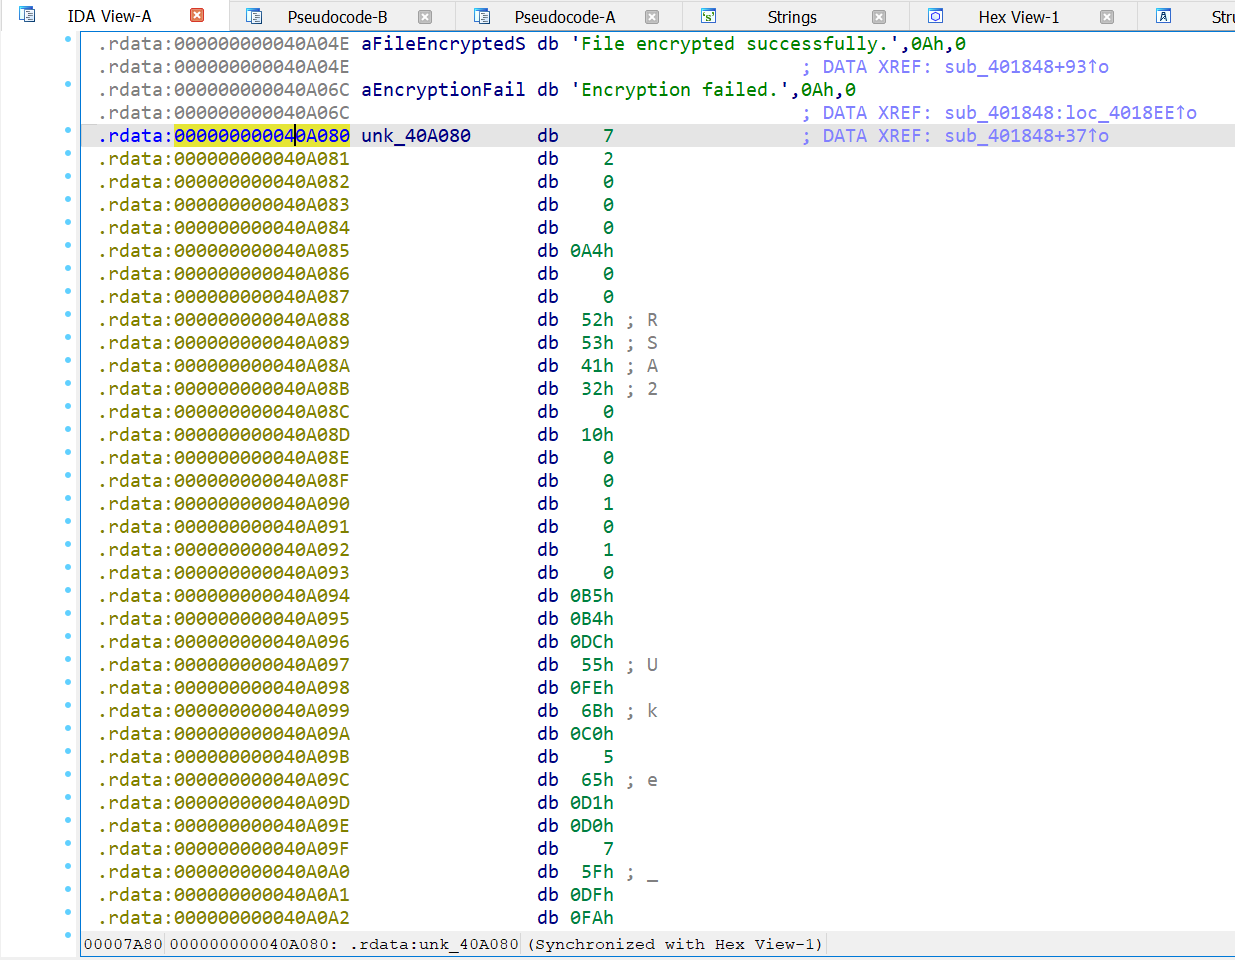 IDA View-A Pseudocode-B Pseudocode-A Strings Hex View-1 Stru
.rdata:000000000040A04E aFileEncryptedS db 'File encrypted successfully.',0Ah,0
.rdata:000000000040A04E ; DATA XREF: sub_401848+93↑o
.rdata:000000000040A06C aEncryptionFail db 'Encryption failed.',0Ah,0
.rdata:000000000040A06C ; DATA XREF: sub_401848:loc_4018EE↑o
.rdata:000000000040A080 unk_40A080 db 7 ; DATA XREF: sub_401848+37↑o
.rdata:000000000040A081 db 2
.rdata:000000000040A082 db 0
.rdata:000000000040A083 db 0
.rdata:000000000040A084 db 0
.rdata:000000000040A085 db 0A4h
.rdata:000000000040A086 db 0
.rdata:000000000040A087 db 0
.rdata:000000000040A088 db 52h ; R
.rdata:000000000040A089 db 53h ; S
.rdata:000000000040A08A db 41h ; A
.rdata:000000000040A08B db 32h ; 2
.rdata:000000000040A08C db 0
.rdata:000000000040A08D db 10h
.rdata:000000000040A08E db 0
.rdata:000000000040A08F db 0
.rdata:000000000040A090 db 1
.rdata:000000000040A091 db 0
.rdata:000000000040A092 db 1
.rdata:000000000040A093 db 0
.rdata:000000000040A094 db 0B5h
.rdata:000000000040A095 db 0B4h
.rdata:000000000040A096 db 0DCh
.rdata:000000000040A097 db 55h ; U
.rdata:000000000040A098 db 0FEh
.rdata:000000000040A099 db 6Bh ; k
.rdata:000000000040A09A db 0C0h
.rdata:000000000040A09B db 5
.rdata:000000000040A09C db 65h ; e
.rdata:000000000040A09D db 0D1h
.rdata:000000000040A09E db 0D0h
.rdata:000000000040A09F db 7
.rdata:000000000040A0A0 db 5Fh ; _
.rdata:000000000040A0A1 db 0DFh
.rdata:000000000040A0A2 db 0FAh
00007A80 000000000040A080: .rdata:unk_40A080 (Synchronized with Hex View-1)